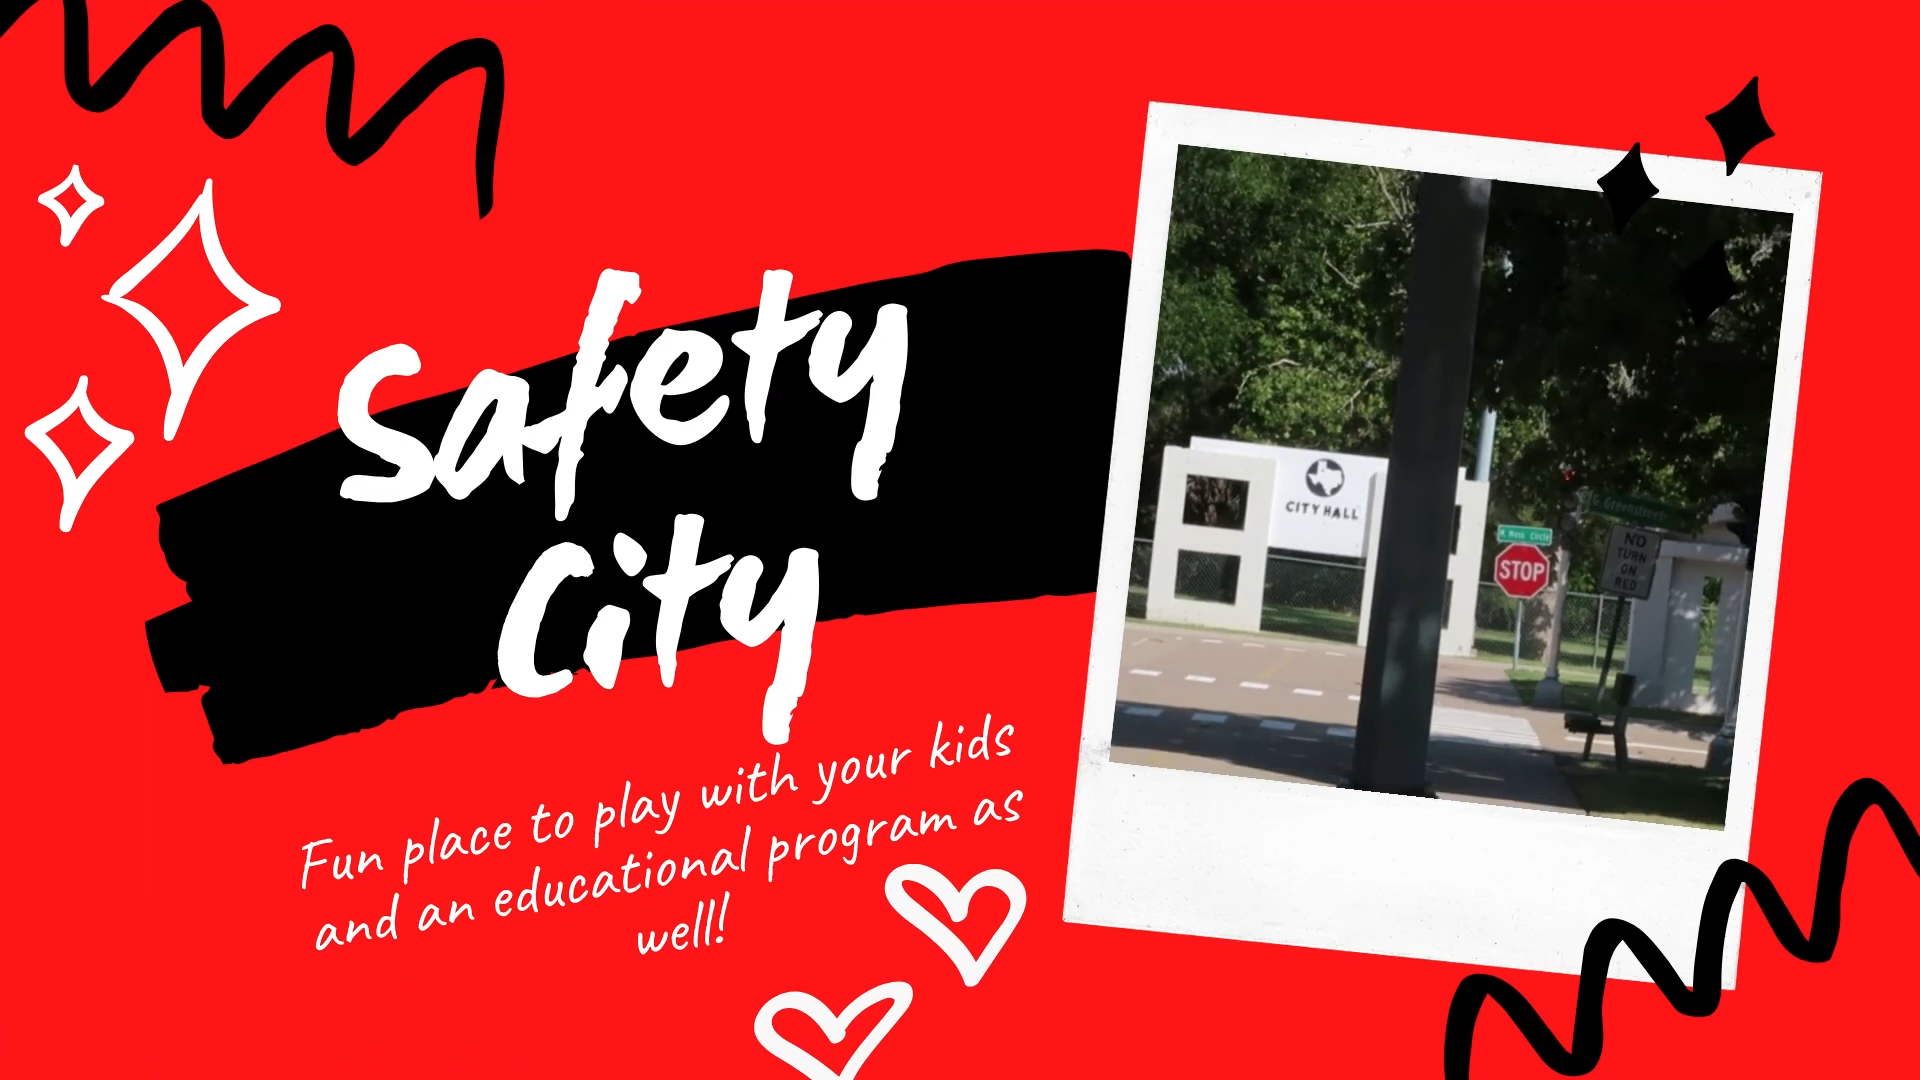 Safety
City
Fun place to play with your kids
and an educational program as
well!
CITY HALL
STOP
NO
TURN
ON
RED